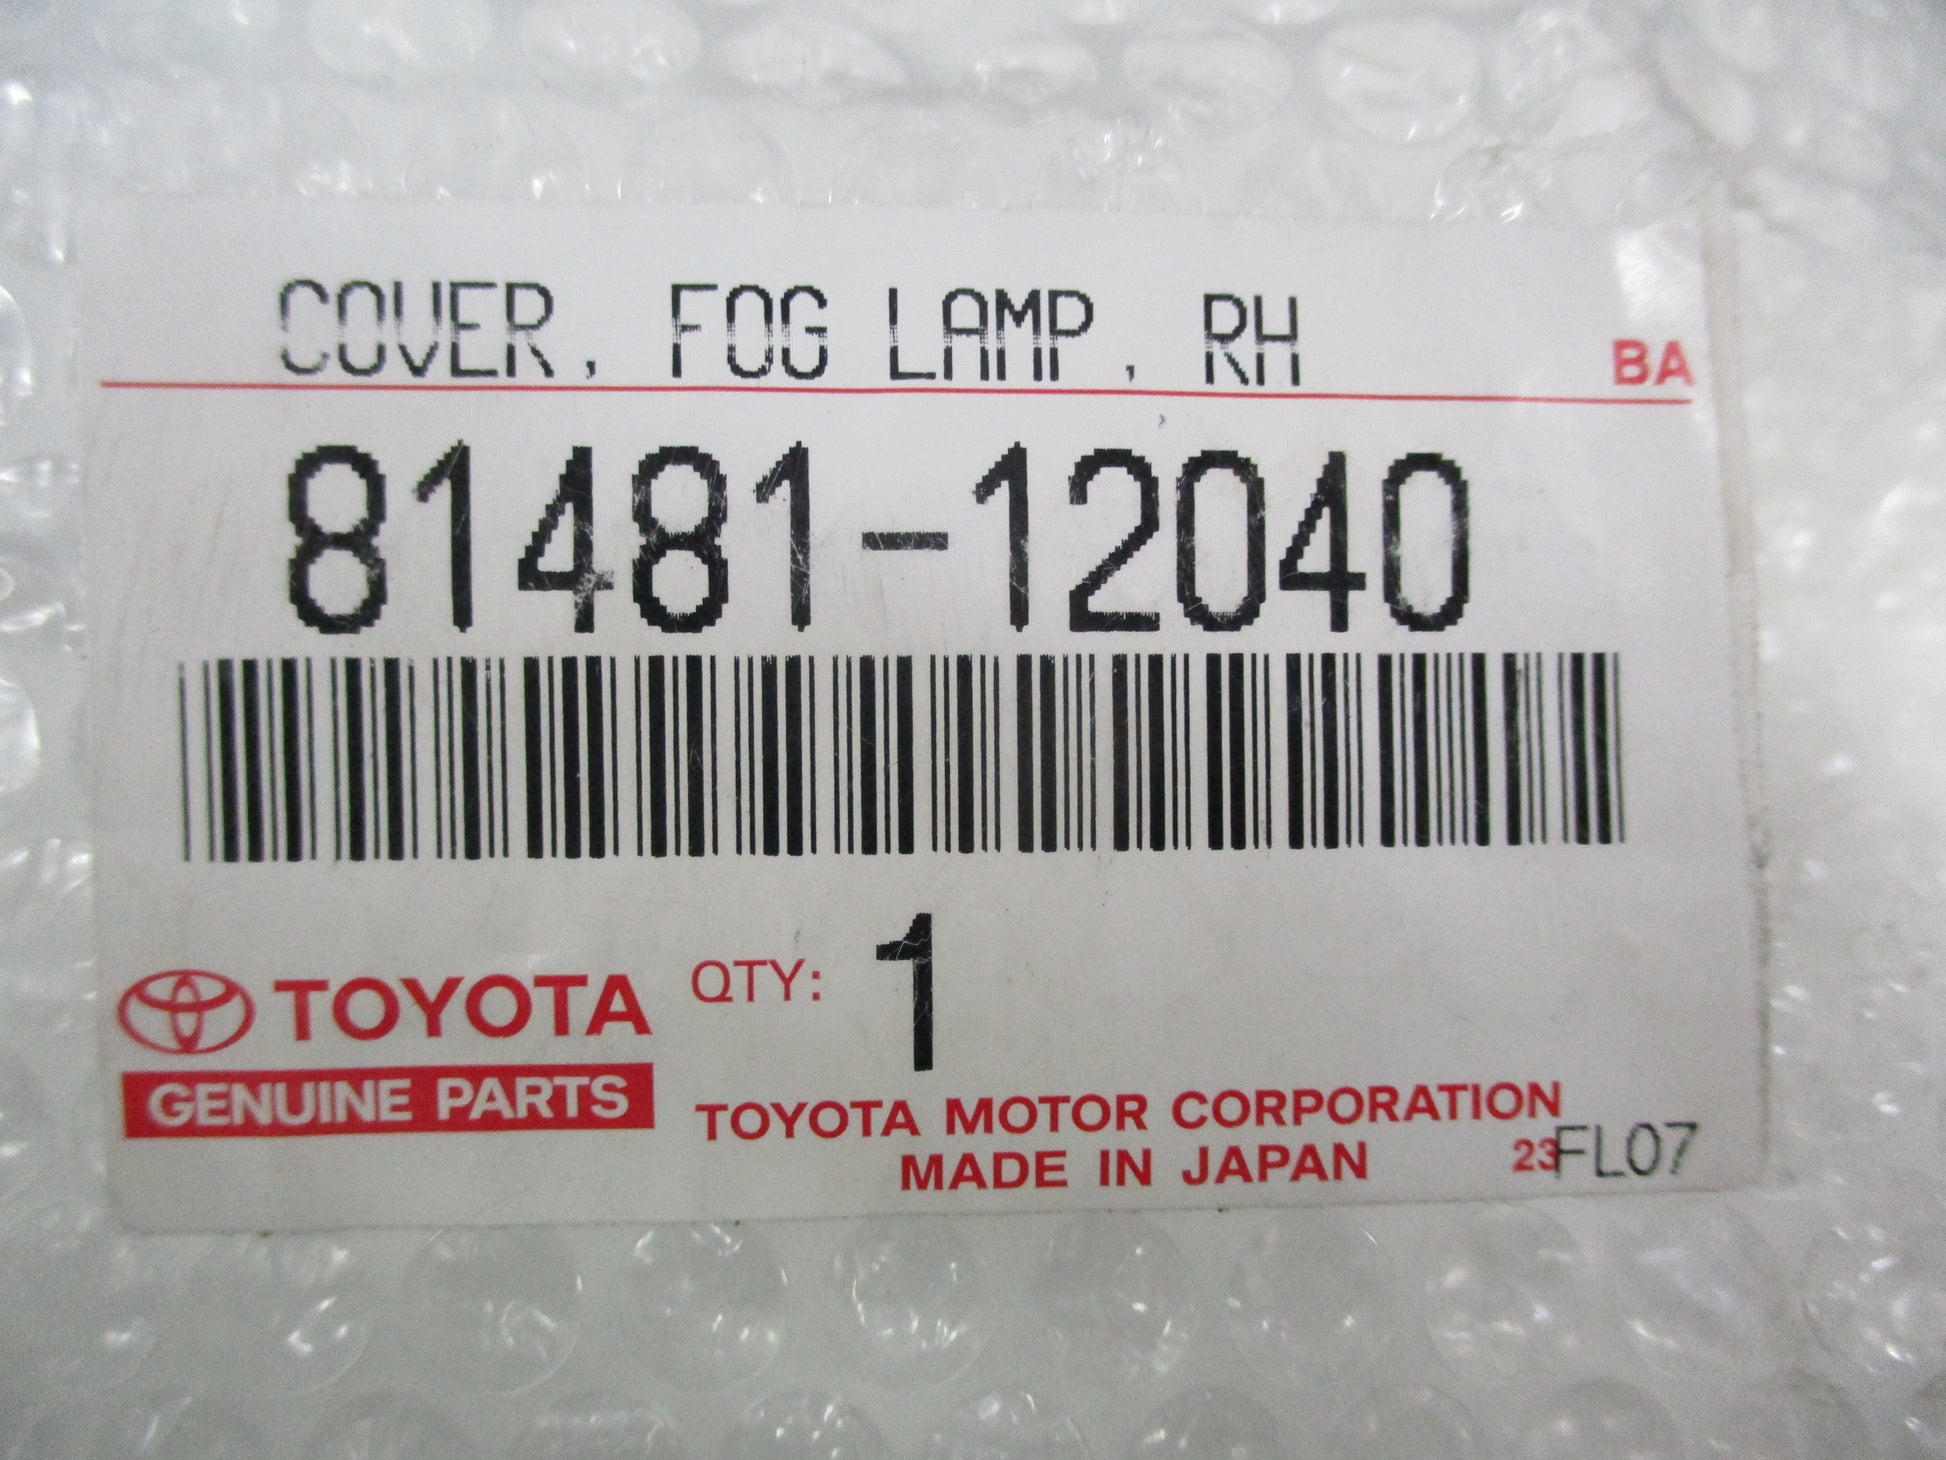 COVER, FOG LAMP, RH
BA
81481-12040
QTY: 1
TOYOTA
GENUINE PARTS
TOYOTA MOTOR CORPORATION
MADE IN JAPAN
23FL07